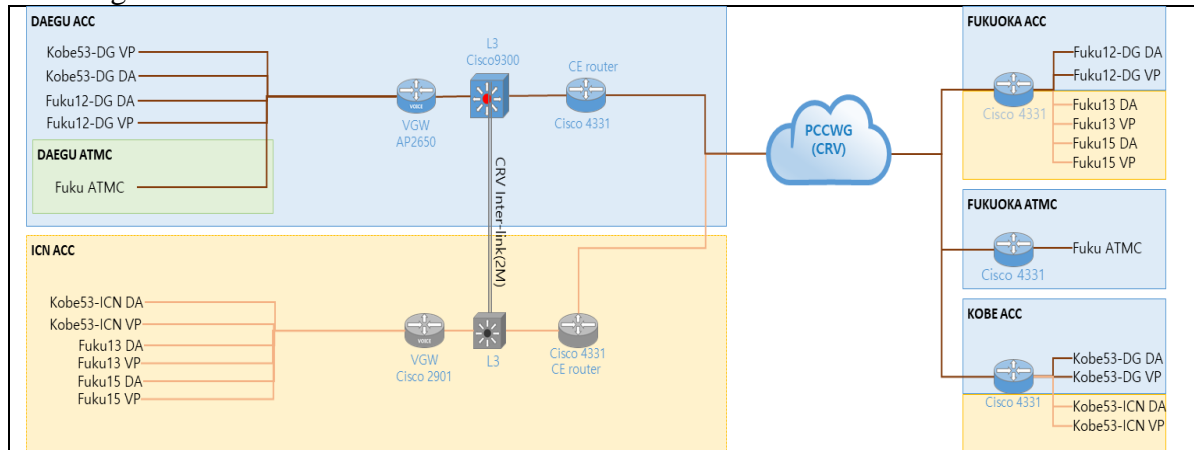 DAEGU ACC
Kobe53-DG VP
Kobe53-DG DA
Fuku12-DG DA
Fuku12-DG VP
DAEGU ATMC
Fuku ATMC
VOICE
VGW
AP2650
L3
Cisco9300
CE router
Cisco 4331
CRV Inter-link(2M)
ICN ACC
Kobe53-ICN DA
Kobe53-ICN VP
Fuku13 DA
Fuku13 VP
Fuku15 DA
Fuku15 VP
VOICE
VGW
Cisco 2901
L3
Cisco 4331
CE router
PCCWG
(CRV)
FUKUOKA ACC
Cisco 4331
Fuku12-DG DA
Fuku12-DG VP
Fuku13 DA
Fuku13 VP
Fuku15 DA
Fuku15 VP
FUKUOKA ATMC
Cisco 4331
Fuku ATMC
KOBE ACC
Cisco 4331
Kobe53-DG DA
Kobe53-DG VP
Kobe53-ICN DA
Kobe53-ICN VP